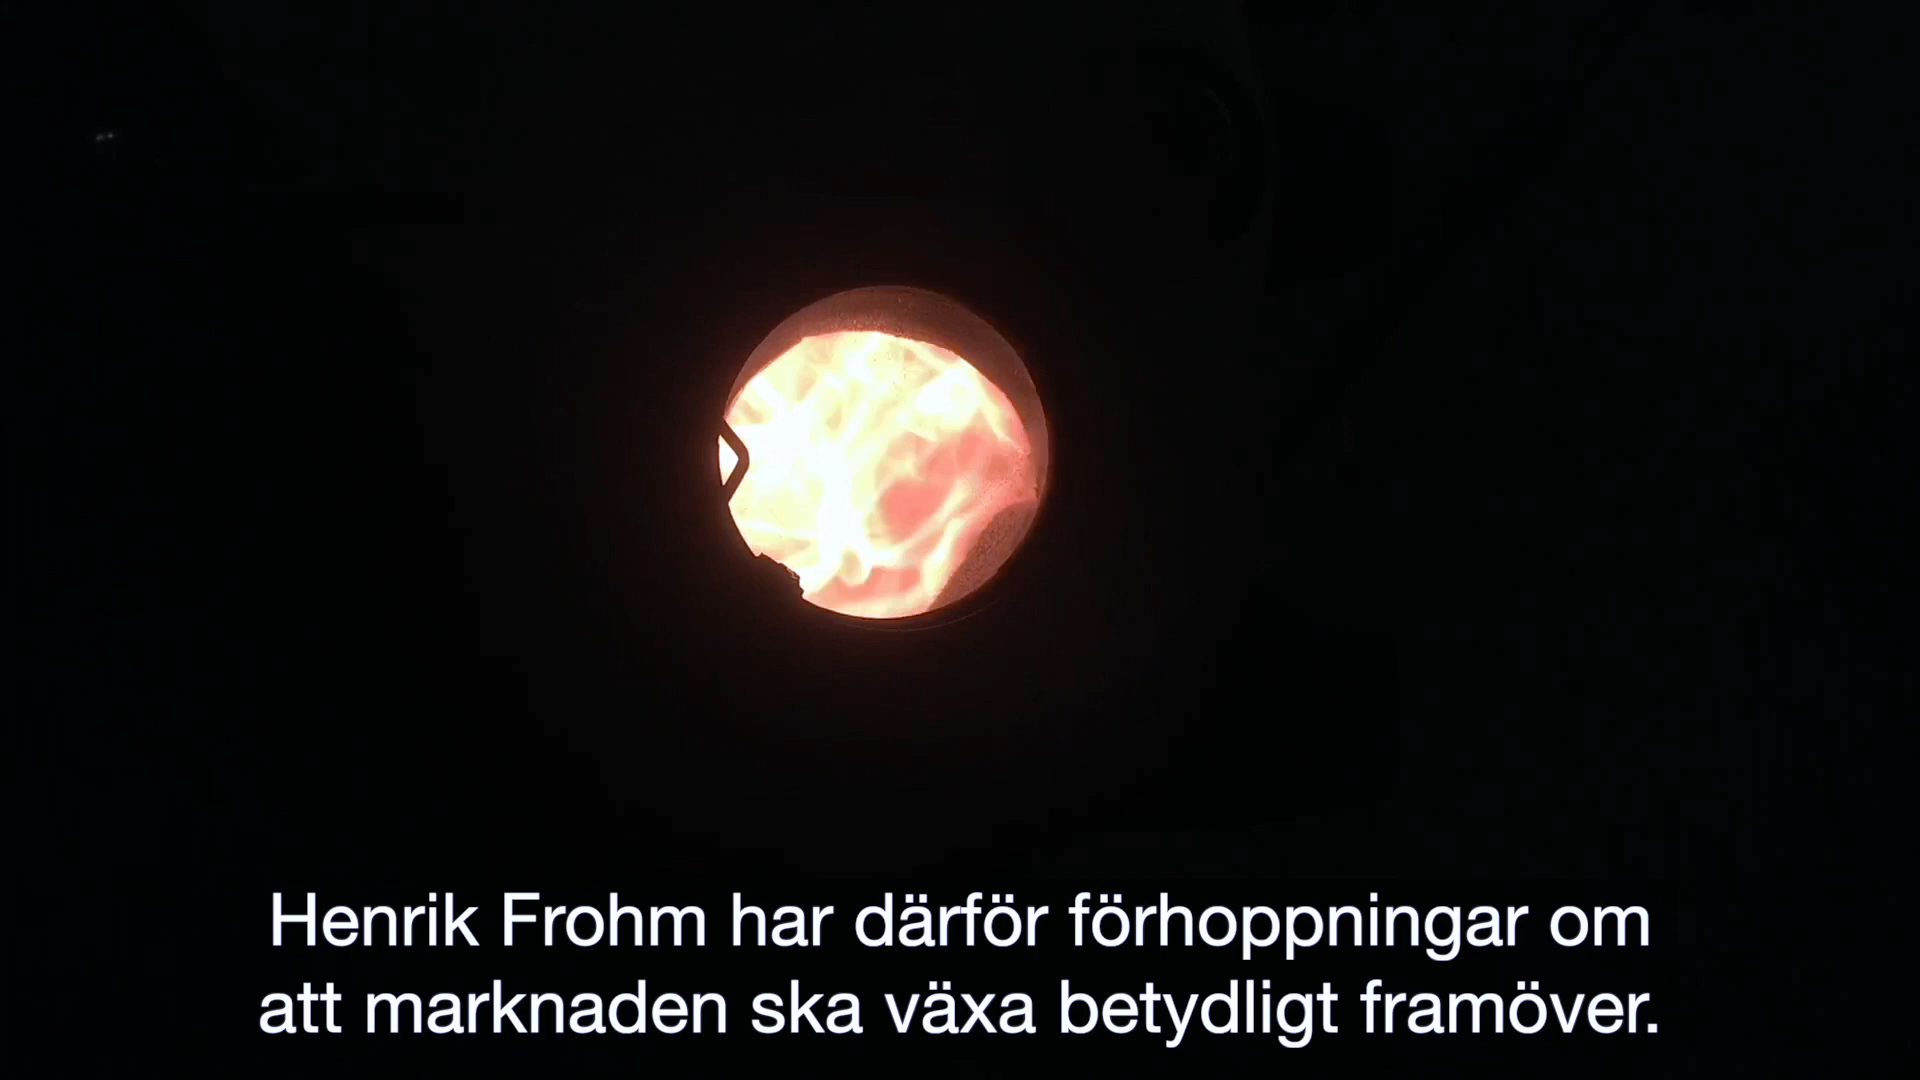 Henrik Frohm har därför förhoppningar om
att marknaden ska växa betydligt framöver.